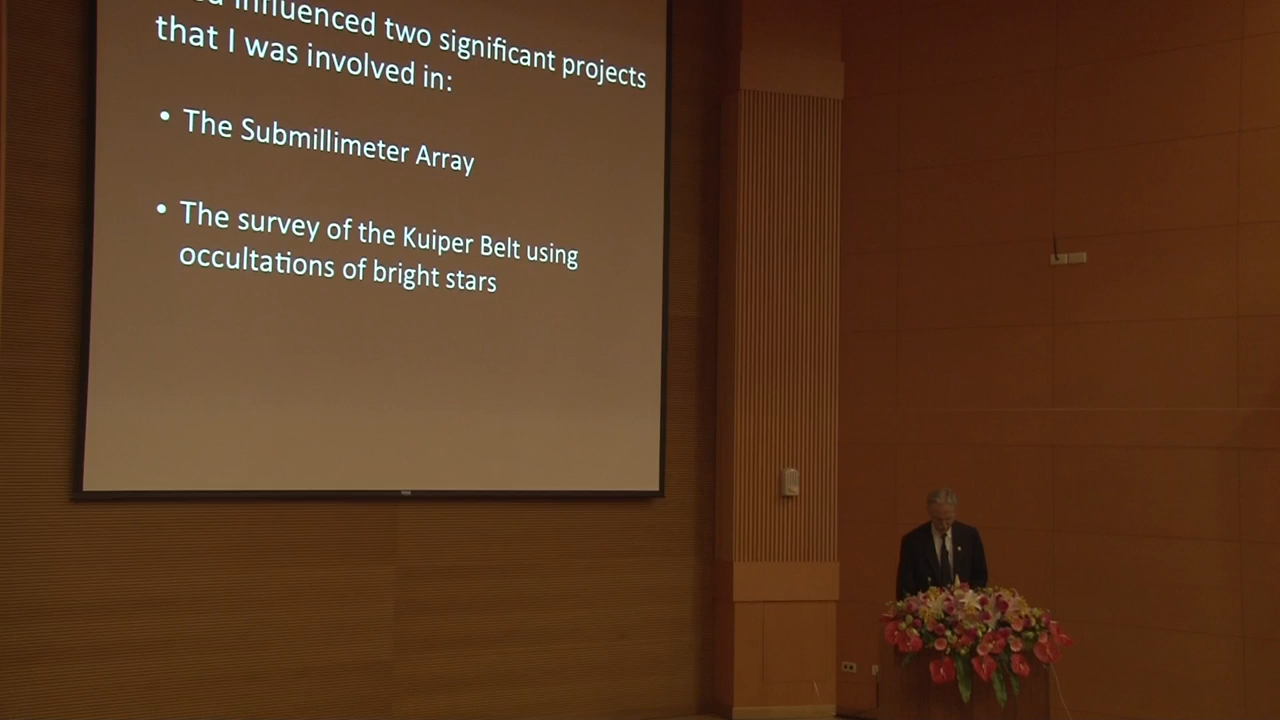 influenced two significant projects
that I was involved in:
• The Submillimeter Array
• The survey of the Kuiper Belt using
occultations of bright stars